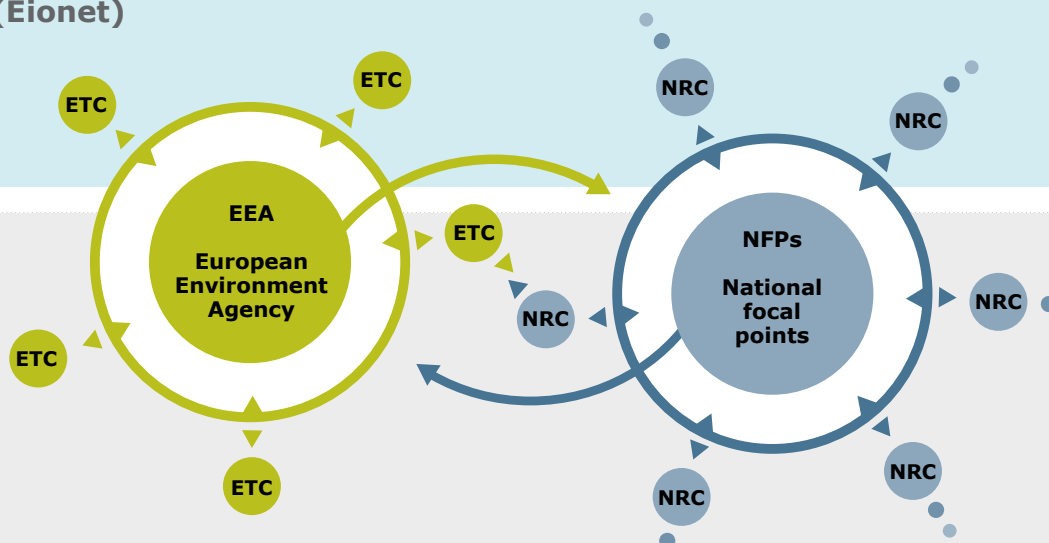 (Eionet)
ETC
ETC
NRC
NRC
EEA
European
Environment
Agency
ETC
NFPs
National
focal
points
NRC
NRC
ETC
ETC
NRC
NRC